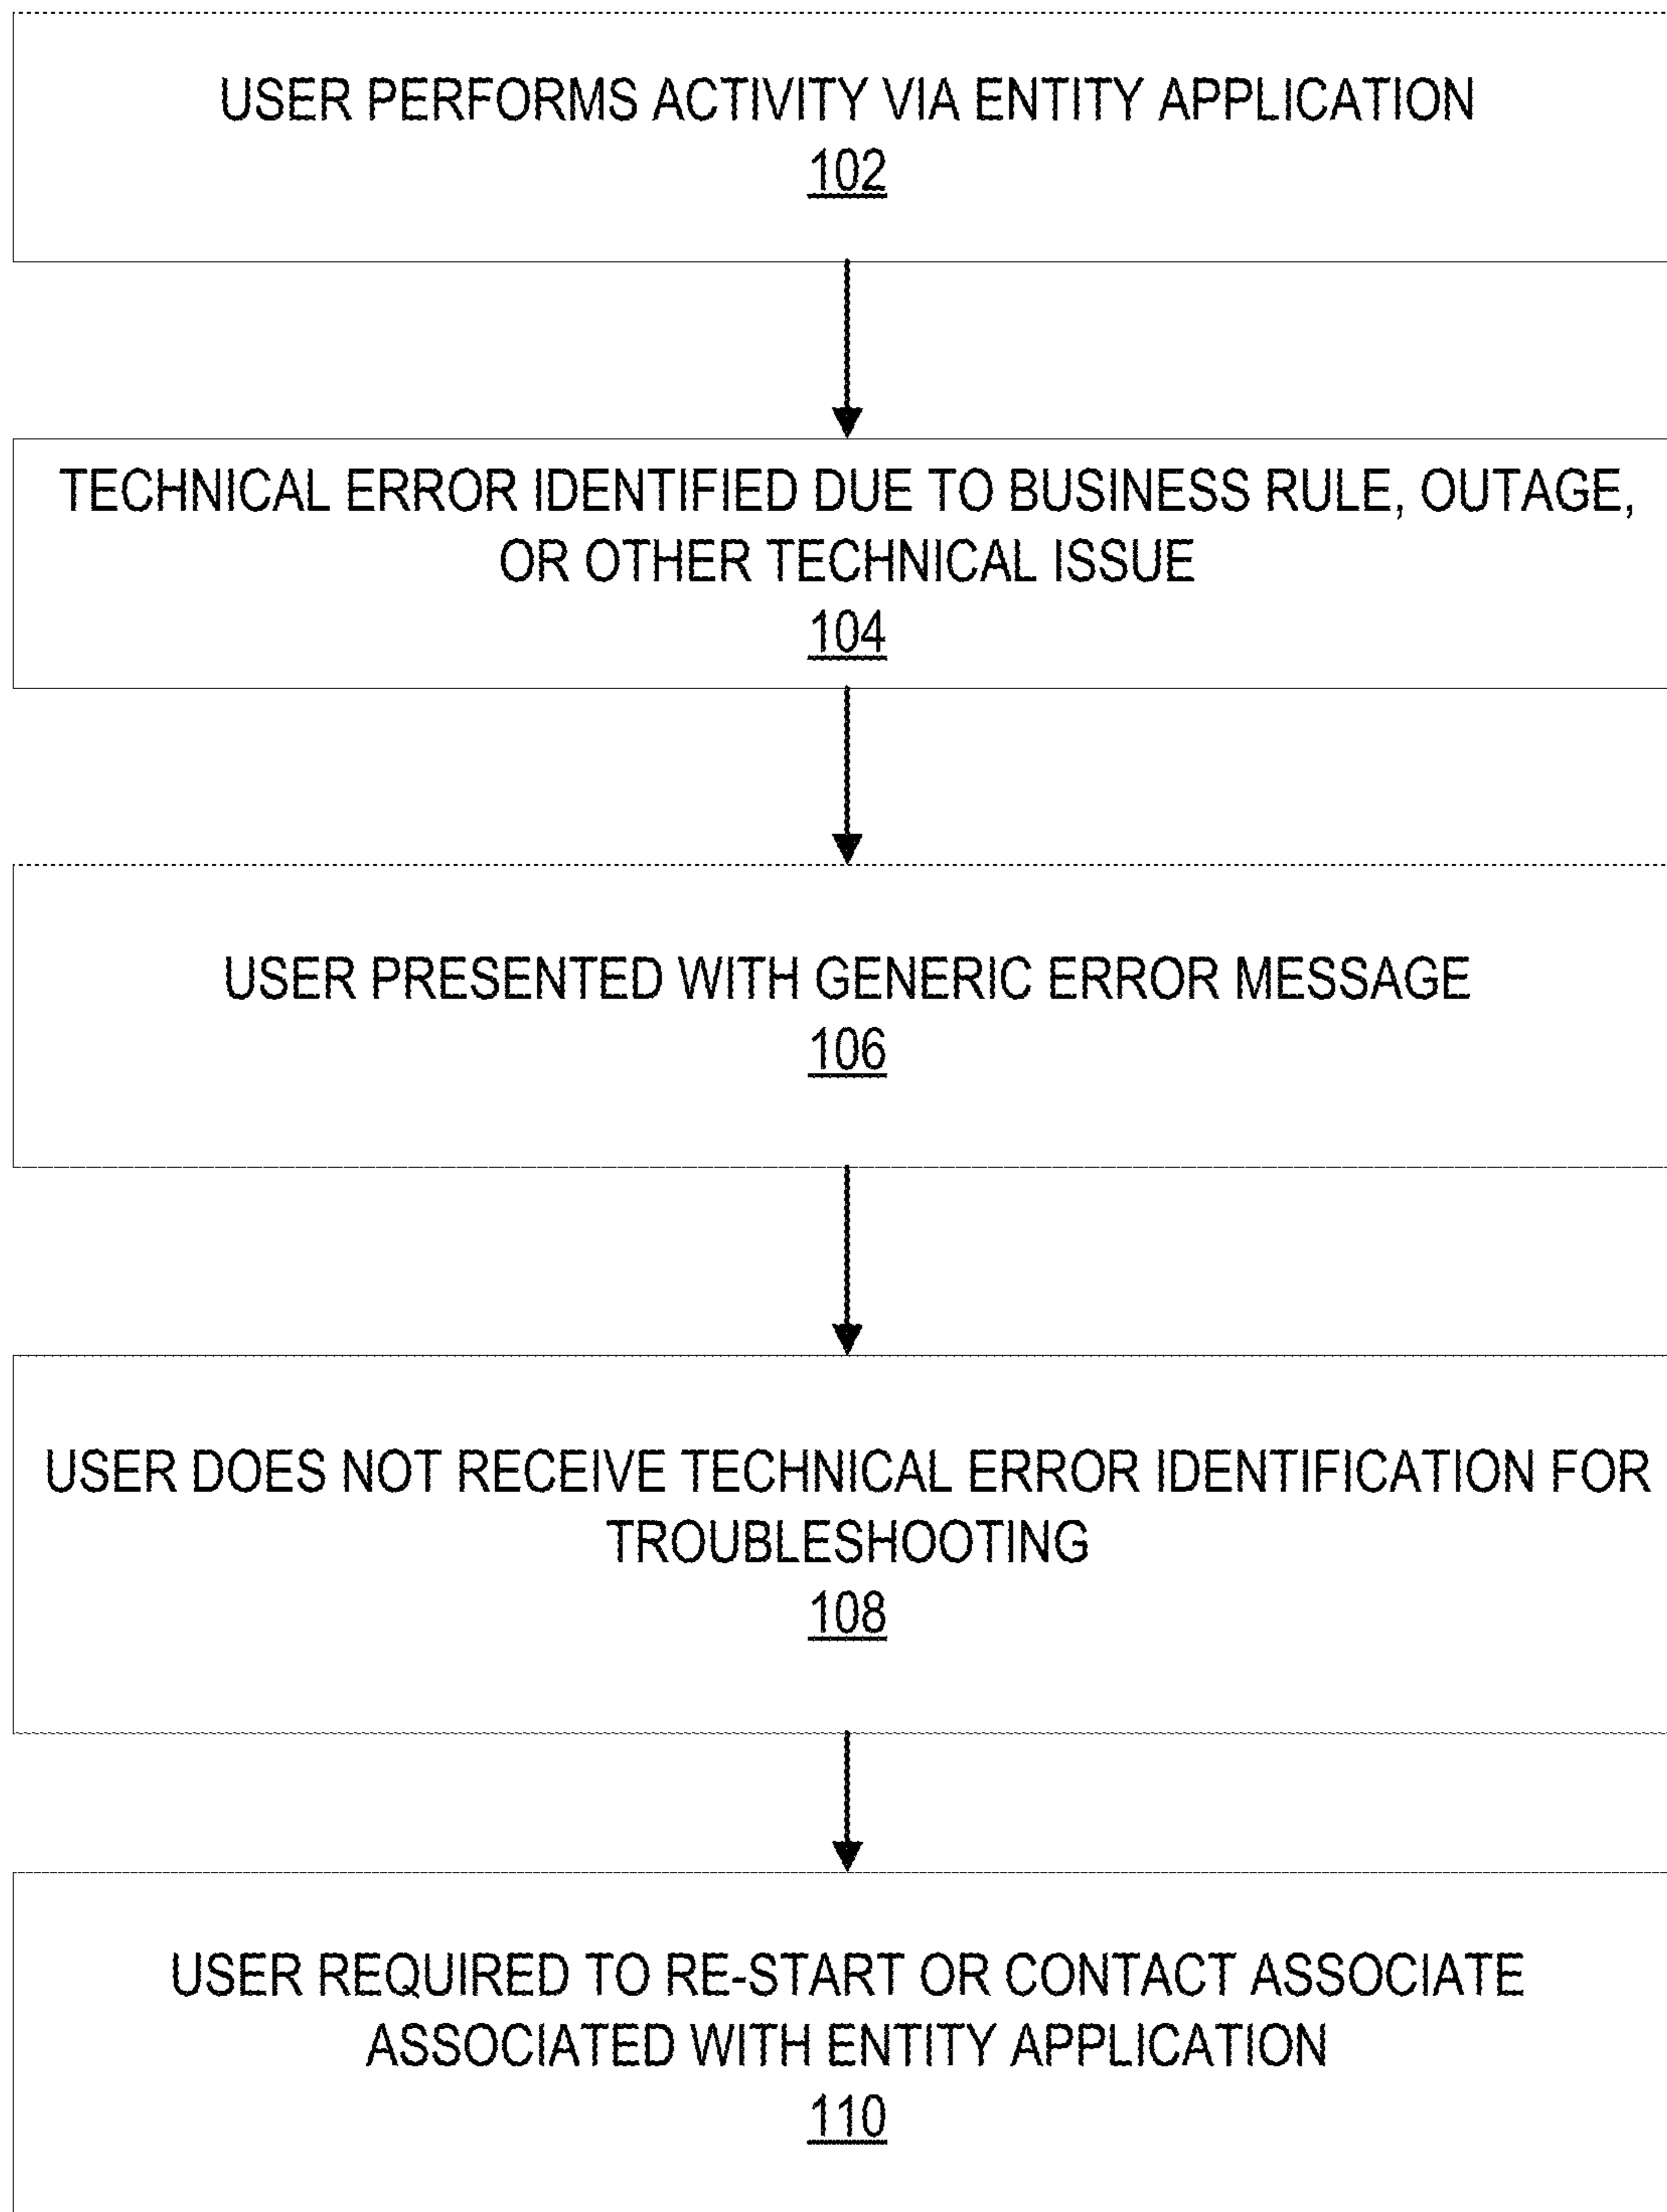 USER PERFORMS ACTIVITY VIA ENTITY APPLICATION
102
TECHNICAL ERROR IDENTIFIED DUE TO BUSINESS RULE, OUTAGE,
OR OTHER TECHNICAL ISSUE
104
USER PRESENTED WITH GENERIC ERROR MESSAGE
106
USER DOES NOT RECEIVE TECHNICAL ERROR IDENTIFICATION FOR
TROUBLESHOOTING
108
USER REQUIRED TO RE-START OR CONTACT ASSOCIATE
ASSOCIATED WITH ENTITY APPLICATION
110